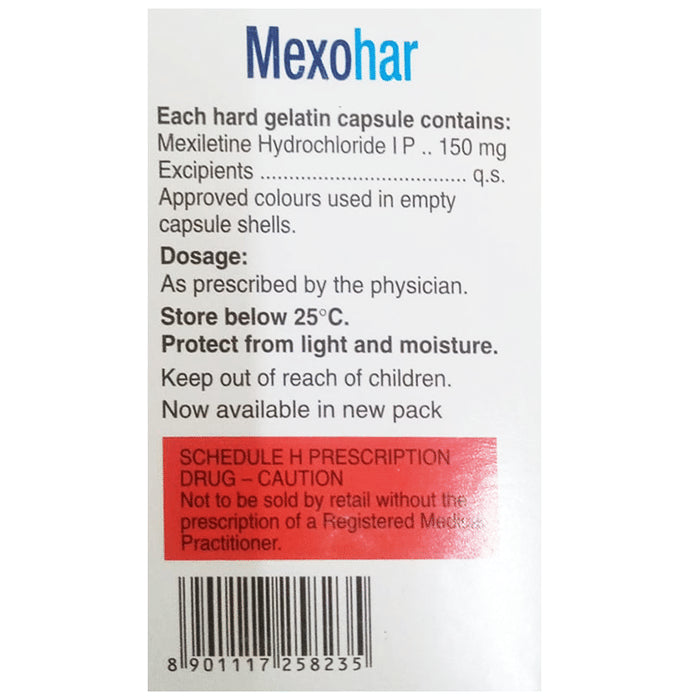 Mexohar
Each hard gelatin capsule contains:
Mexiletine Hydrochloride I P .. 150 mg
Excipients .................................... q.s.
Approved colours used in empty
capsule shells.
Dosage:
As prescribed by the physician.
Store below 25°C.
Protect from light and moisture.
Keep out of reach of children.
Now available in new pack
SCHEDULE H PRESCRIPTION
DRUG – CAUTION
Not to be sold by retail without the
prescription of a Registered Medical
Practitioner.
8 901117 258235